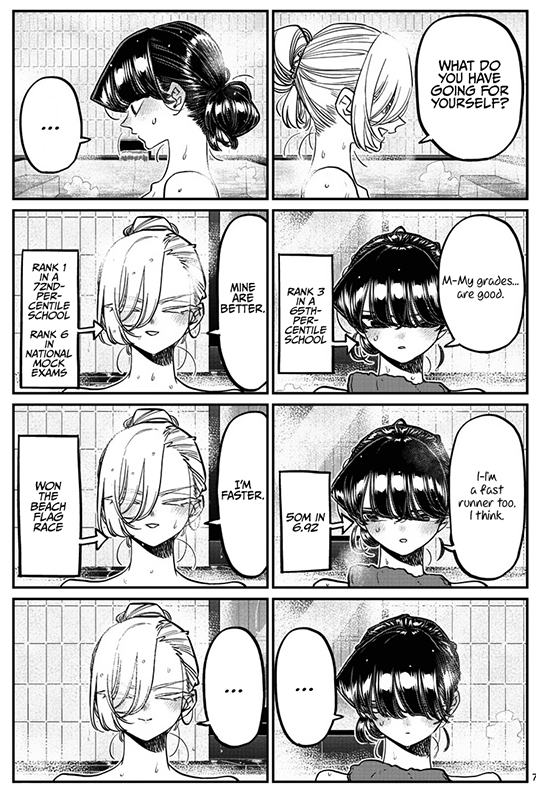 WHAT DO
YOU HAVE
GOING FOR
YOURSELF?
...
M-My grades...
are good.
RANK 3
IN A
65TH-
PER-
CENTILE
SCHOOL
MINE
ARE
BETTER.
RANK 1
IN A
72ND-
PER-
CENTILE
SCHOOL
RANK 6
IN
NATIONAL
MOCK
EXAMS
I-I'm
a fast
runner too.
I think.
50M IN
6.92
I'M
FASTER.
WON
THE
BEACH
FLAG
RACE
...
...
7